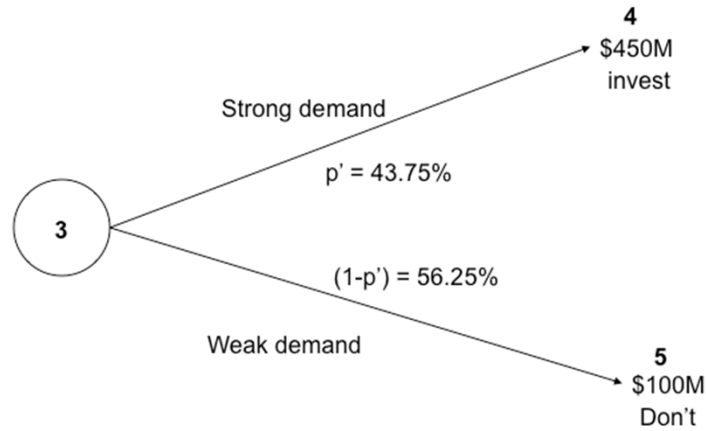 4
$450M
invest
Strong demand
p’ = 43.75%
3
(1-p’) = 56.25%
Weak demand
5
$100M
Don’t